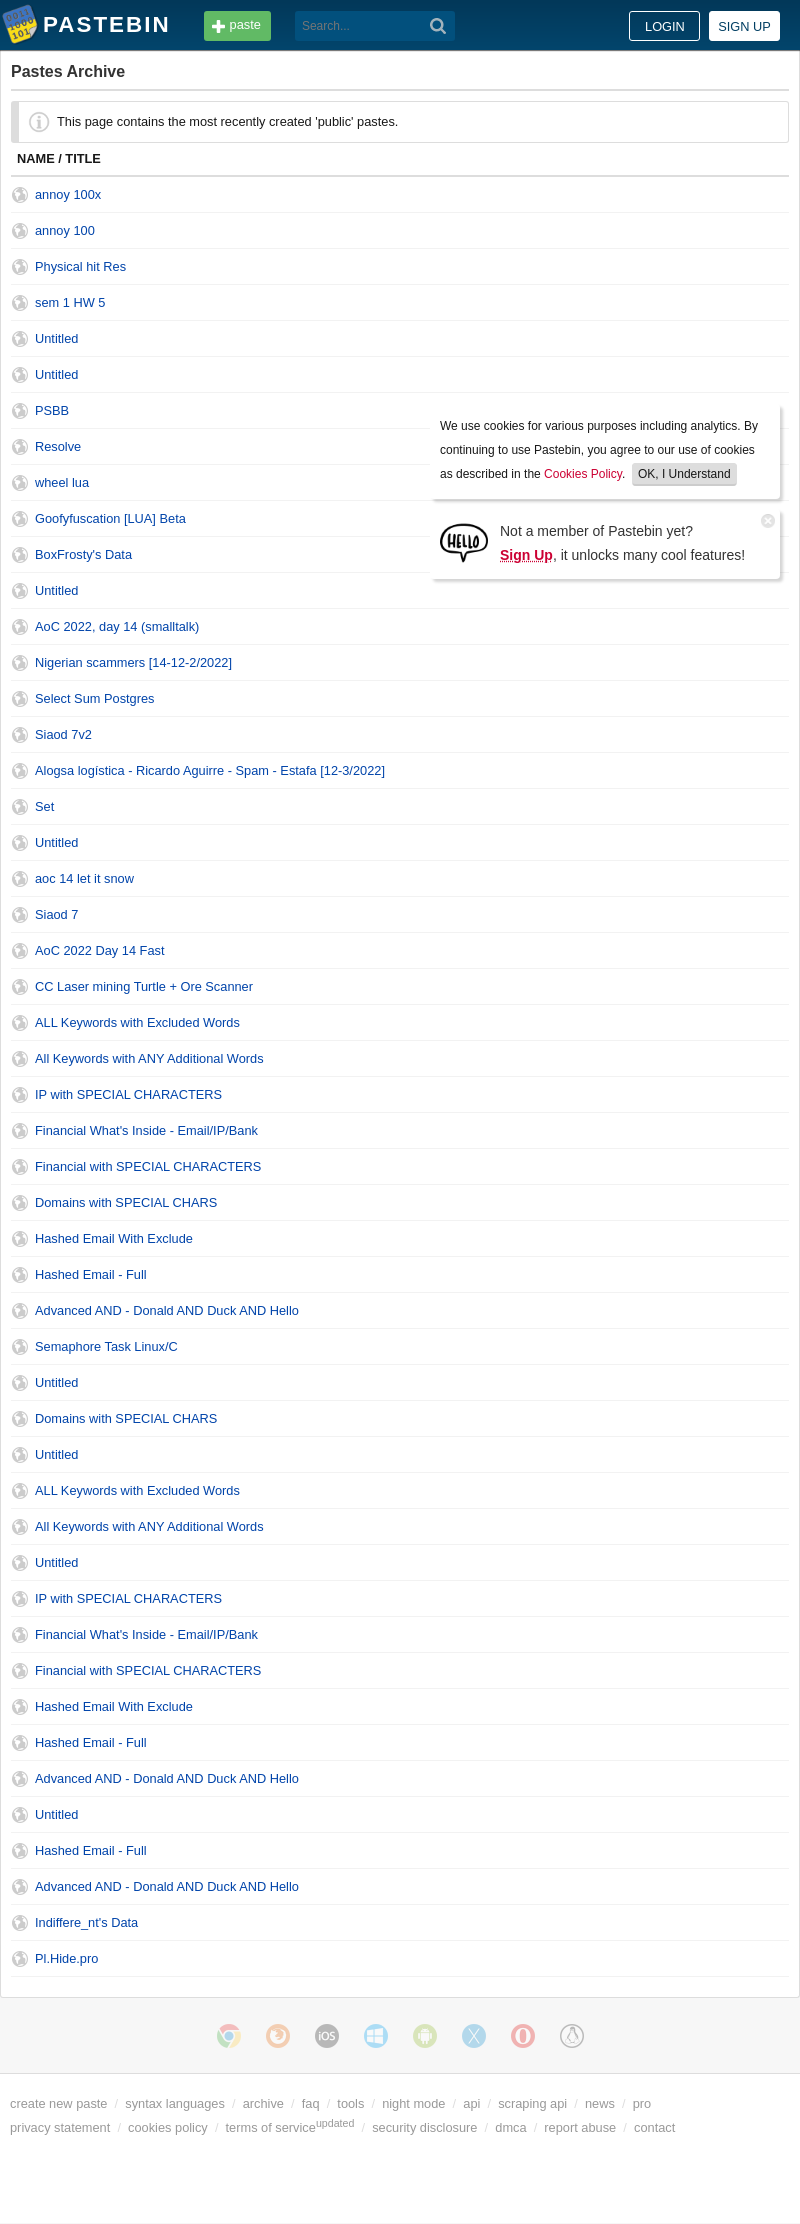 PASTEBIN
paste
Search...
LOGIN
SIGN UP
Pastes Archive
This page contains the most recently created 'public' pastes.
NAME / TITLE
annoy 100x
annoy 100
Physical hit Res
sem 1 HW 5
Untitled
Untitled
PSBB
Resolve
wheel lua
Goofyfuscation [LUA] Beta
BoxFrosty's Data
We use cookies for various purposes including analytics. By
continuing to use Pastebin, you agree to our use of cookies
as described in the Cookies Policy. OK, I Understand
HELLO
Not a member of Pastebin yet?
Sign Up, it unlocks many cool features!
Untitled
AoC 2022, day 14 (smalltalk)
Nigerian scammers [14-12-2/2022]
Select Sum Postgres
Siaod 7v2
Alogsa logística - Ricardo Aguirre - Spam - Estafa [12-3/2022]
Set
Untitled
aoc 14 let it snow
Siaod 7
AoC 2022 Day 14 Fast
CC Laser mining Turtle + Ore Scanner
ALL Keywords with Excluded Words
All Keywords with ANY Additional Words
IP with SPECIAL CHARACTERS
Financial What's Inside - Email/IP/Bank
Financial with SPECIAL CHARACTERS
Domains with SPECIAL CHARS
Hashed Email With Exclude
Hashed Email - Full
Advanced AND - Donald AND Duck AND Hello
Semaphore Task Linux/C
Untitled
Domains with SPECIAL CHARS
Untitled
ALL Keywords with Excluded Words
All Keywords with ANY Additional Words
Untitled
IP with SPECIAL CHARACTERS
Financial What's Inside - Email/IP/Bank
Financial with SPECIAL CHARACTERS
Hashed Email With Exclude
Hashed Email - Full
Advanced AND - Donald AND Duck AND Hello
Untitled
Hashed Email - Full
Advanced AND - Donald AND Duck AND Hello
Indiffere_nt's Data
Pl.Hide.pro
iOS
create new paste / syntax languages / archive / faq / tools / night mode / api / scraping api / news / pro
privacy statement / cookies policy / terms of service updated / security disclosure / dmca / report abuse / contact